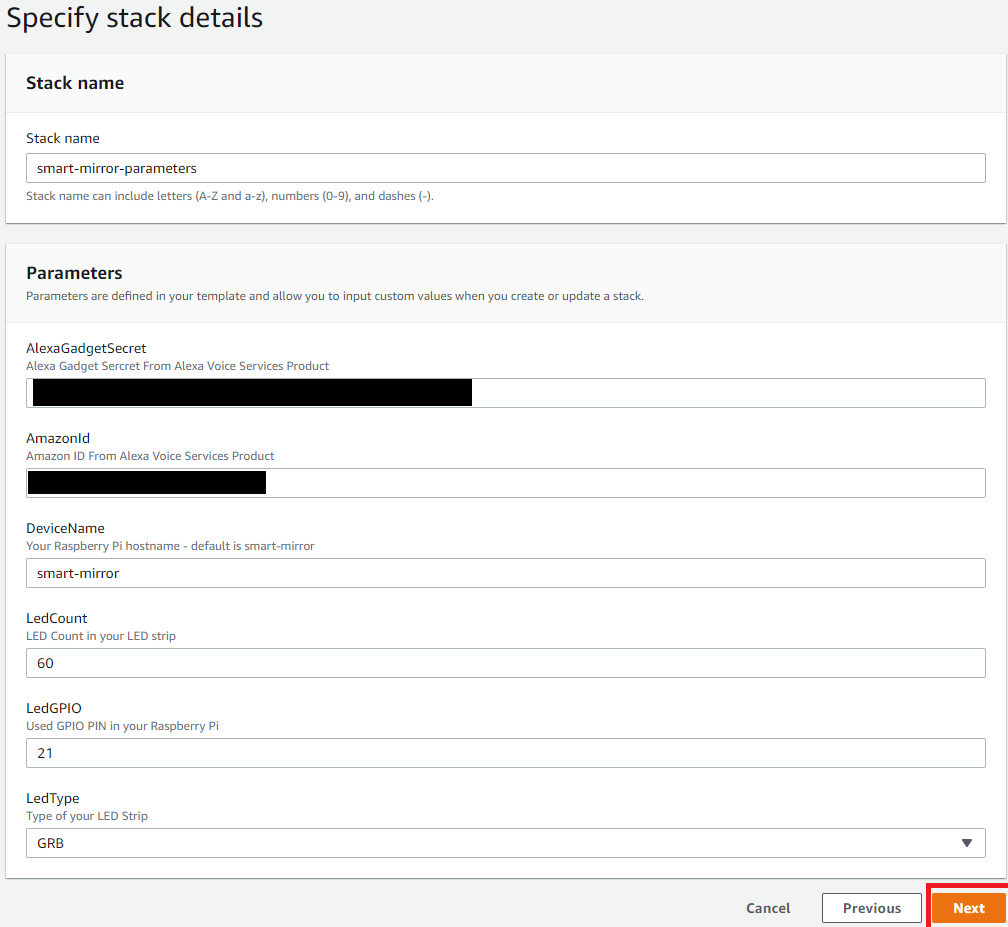 Specify stack details
Stack name
Stack name
smart-mirror-parameters
Stack name can include letters (A-Z and a-z), numbers (0-9), and dashes (-).
Parameters
Parameters are defined in your template and allow you to input custom values when you create or update a stack.
AlexaGadgetSecret
Alexa Gadget Sercret From Alexa Voice Services Product
AmazonId
Amazon ID From Alexa Voice Services Product
DeviceName
Your Raspberry Pi hostname - default is smart-mirror
smart-mirror
LedCount
LED Count in your LED strip
60
LedGPIO
Used GPIO PIN in your Raspberry Pi
21
LedType
Type of your LED Strip
GRB
Cancel Previous Next